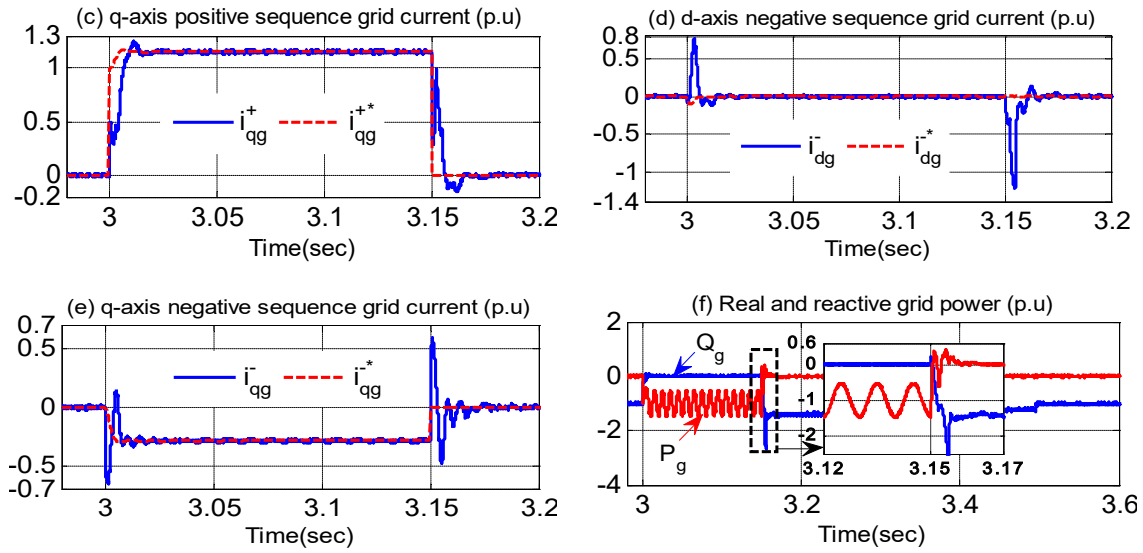 (c) q-axis positive sequence grid current (p.u)
1.3
1
0.5
0
-0.2
i⁺qg
i⁺*qg
3
3.05
3.1
3.15
3.2
Time(sec)
(d) d-axis negative sequence grid current (p.u)
0.8
0.5
0
-0.5
-1
-1.4
i⁻dg
i⁻*dg
3
3.05
3.1
3.15
3.2
Time(sec)
(e) q-axis negative sequence grid current (p.u)
0.7
0.5
0
-0.5
-0.7
i⁻qg
i⁻*qg
3
3.05
3.1
3.15
3.2
Time(sec)
(f) Real and reactive grid power (p.u)
2
0
-2
-4
Qg
Pg
0.6
0
-1
-2
3.12
3.15
3.17
3
3.2
3.4
3.6
Time(sec)